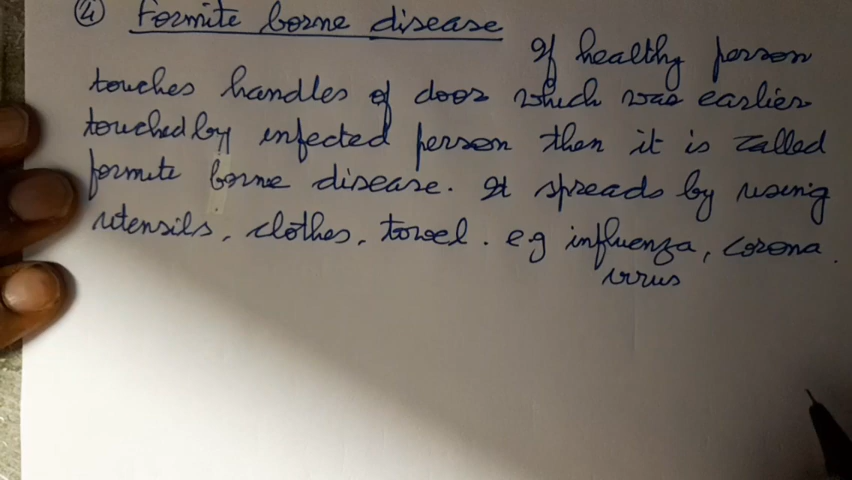 ④ Formite borne disease
If healthy person
touches handles of door which was earlier
touched by infected person then it is called
formite borne disease. It spreads by using
utensils, clothes, towel. eg influenza, corona
virus